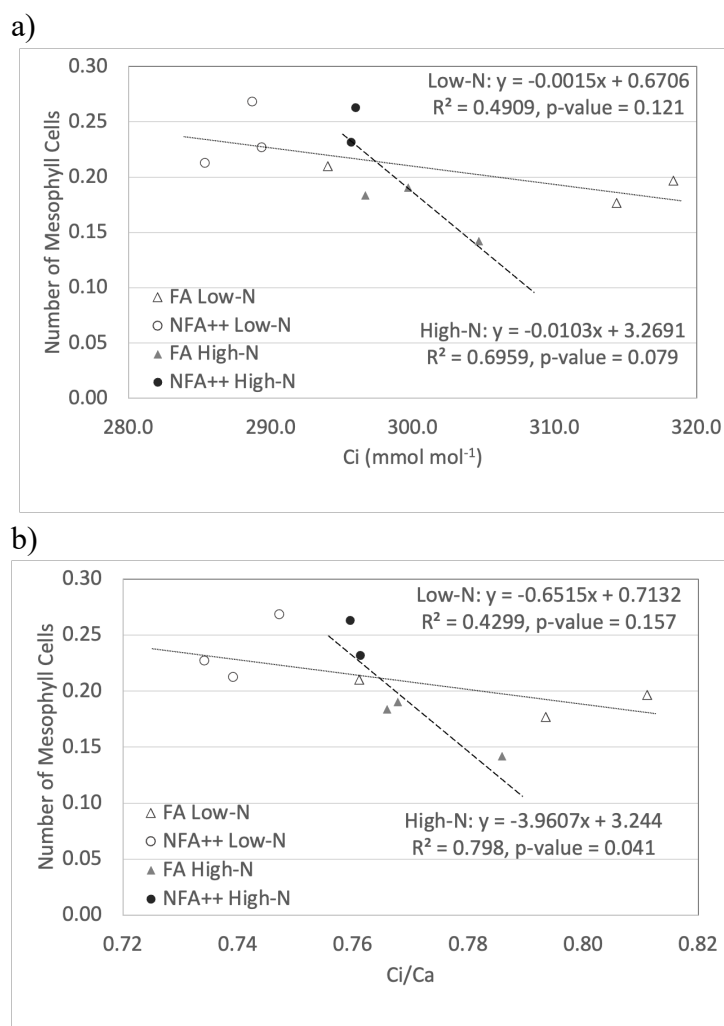 a)
0.30
0.25
0.20
0.15
0.10
0.05
0.00
Number of Mesophyll Cells
Low-N: y = -0.0015x + 0.6706
R² = 0.4909, p-value = 0.121
FA Low-N
NFA++ Low-N
FA High-N
NFA++ High-N
High-N: y = -0.0103x + 3.2691
R² = 0.6959, p-value = 0.079
280.0 290.0 300.0 310.0 320.0
Ci (mmol mol⁻¹)
b)
0.30
0.25
0.20
0.15
0.10
0.05
0.00
Number of Mesophyll Cells
Low-N: y = -0.6515x + 0.7132
R² = 0.4299, p-value = 0.157
FA Low-N
NFA++ Low-N
FA High-N
NFA++ High-N
High-N: y = -3.9607x + 3.244
R² = 0.798, p-value = 0.041
0.72 0.74 0.76 0.78 0.80 0.82
Ci/Ca